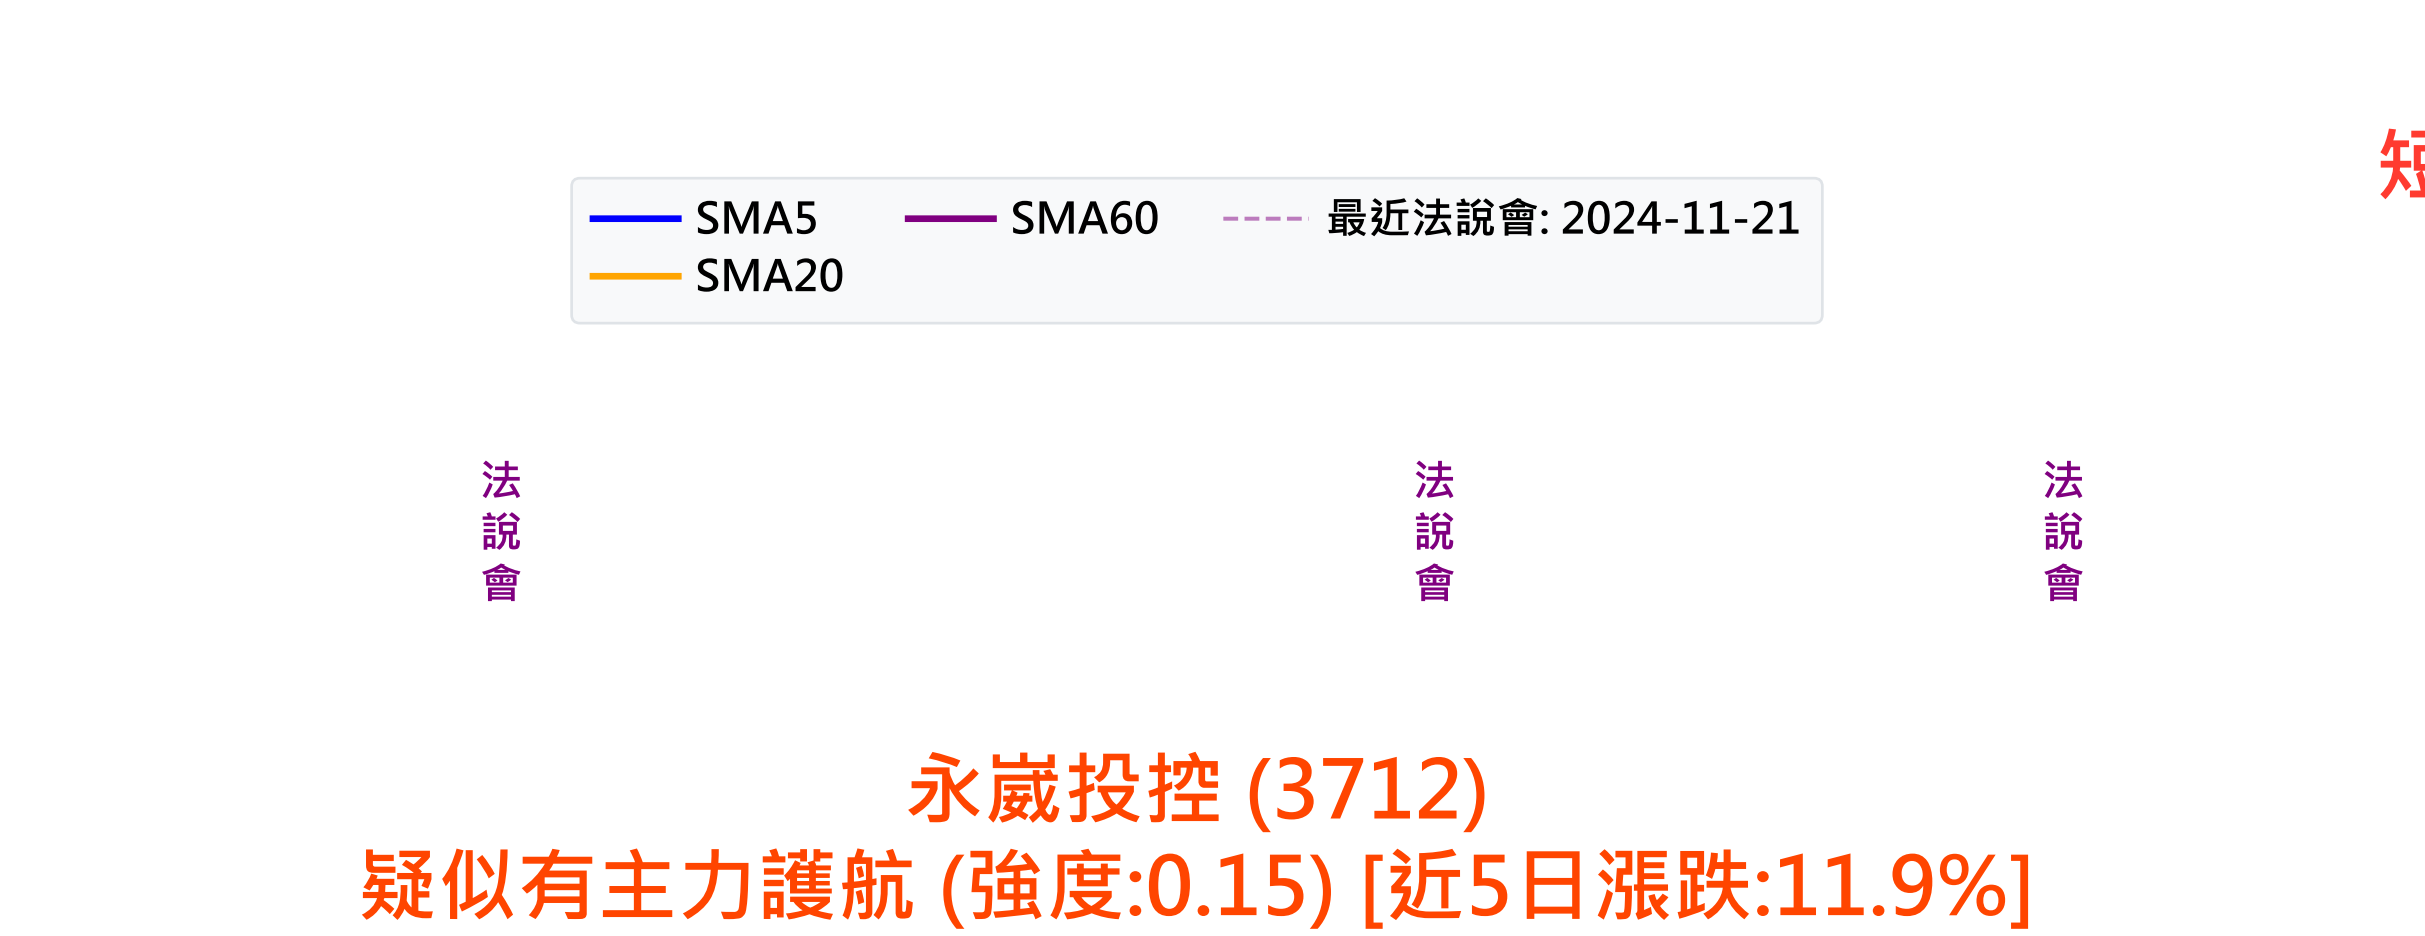 短
SMA5
SMA20
SMA60
最近法說會: 2024-11-21
法說會
法說會
法說會
永崴投控 (3712)
疑似有主力護航 (強度:0.15) [近5日漲跌:11.9%]